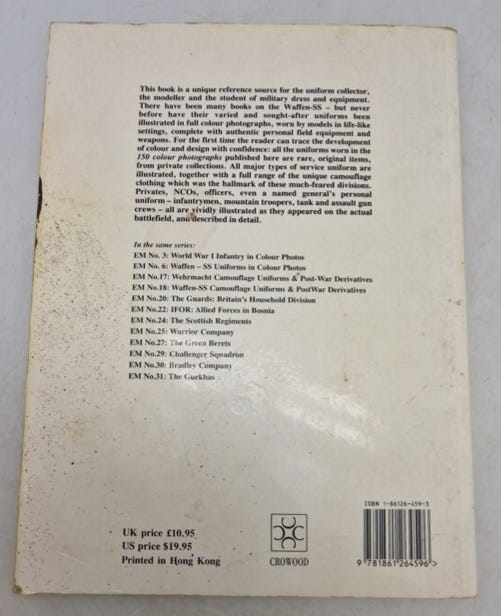 This book is a unique reference source for the uniform collector,
the modeller and the student of military dress and equipment.
There have been many books on the Waffen-SS – but never
before have their varied and sought-after uniforms been
illustrated in full colour photographs, worn by models in life-like
settings, complete with authentic personal field equipment and
weapons. For the first time the reader can trace the development
of colour and design with confidence: all the uniforms worn in the
150 colour photographs published here are rare, original items,
from private collections. All major types of service uniform are
illustrated, together with a full range of the unique camouflage
clothing which was the hallmark of these much-feared divisions.
Privates, NCOs, officers, even a named general's personal
uniform – infantrymen, mountain troopers, tank and assault gun
crews – all are vividly illustrated as they appeared on the actual
battlefield, and described in detail.
In the same series:
EM No. 3: World War I Infantry in Colour Photos
EM No. 6: Waffen – SS Uniforms in Colour Photos
EM No.17: Wehrmacht Camouflage Uniforms & Post-War Derivatives
EM No.18: Waffen-SS Camouflage Uniforms & PostWar Derivatives
EM No.20: The Guards: Britain's Household Division
EM No.22: IFOR: Allied Forces in Bosnia
EM No.24: The Scottish Regiments
EM No.25: Warrior Company
EM No.27: The Green Berets
EM No.29: Challenger Squadron
EM No.30: Bradley Company
EM No.31: The Gurkhas
UK price £10.95
US price $19.95
Printed in Hong Kong
CROWOOD
ISBN 1-86126-459-3
9 781861 264596 >